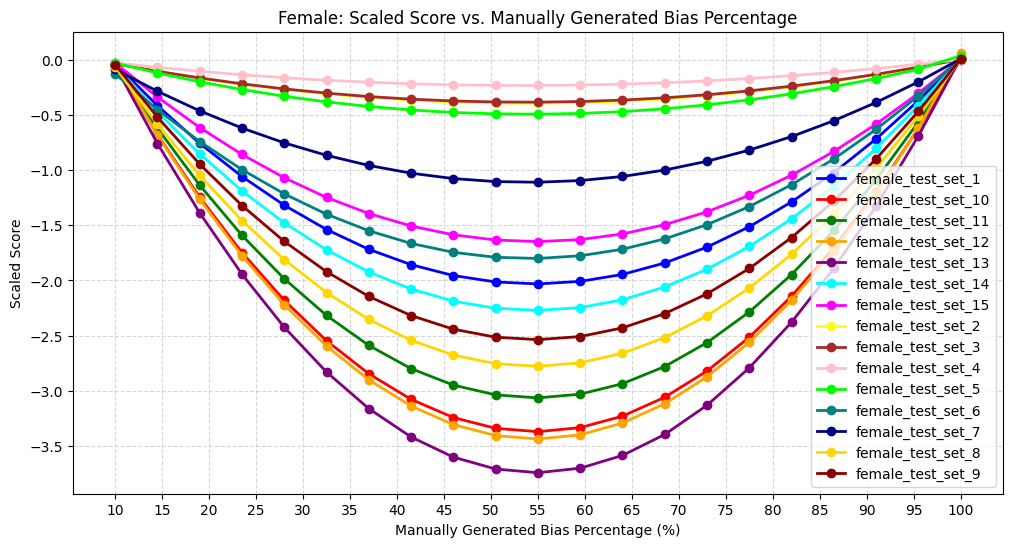 Female: Scaled Score vs. Manually Generated Bias Percentage
Scaled Score
0.0
−0.5
−1.0
−1.5
−2.0
−2.5
−3.0
−3.5
female_test_set_1
female_test_set_10
female_test_set_11
female_test_set_12
female_test_set_13
female_test_set_14
female_test_set_15
female_test_set_2
female_test_set_3
female_test_set_4
female_test_set_5
female_test_set_6
female_test_set_7
female_test_set_8
female_test_set_9
10 15 20 25 30 35 40 45 50 55 60 65 70 75 80 85 90 95 100
Manually Generated Bias Percentage (%)